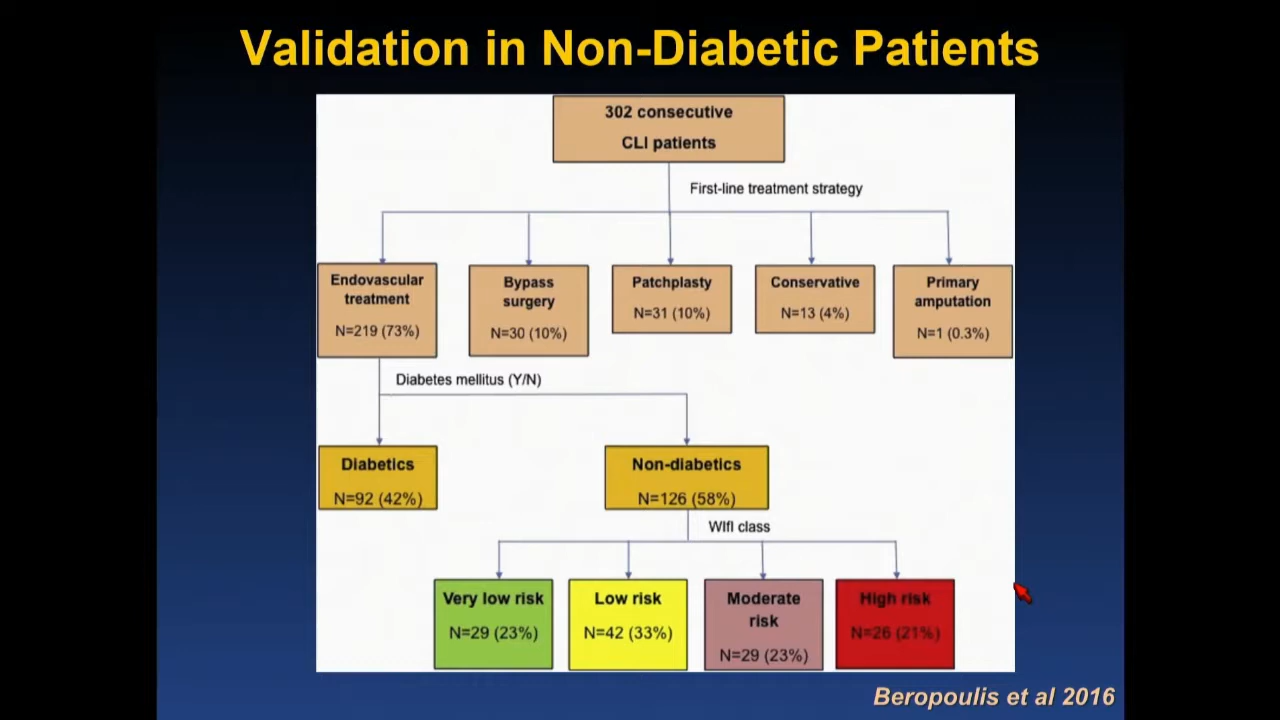 Validation in Non-Diabetic Patients
302 consecutive
CLI patients
First-line treatment strategy
Endovascular
treatment
N=219 (73%)
Bypass
surgery
N=30 (10%)
Patchplasty
N=31 (10%)
Conservative
N=13 (4%)
Primary
amputation
N=1 (0.3%)
Diabetes mellitus (Y/N)
Diabetics
N=92 (42%)
Non-diabetics
N=126 (58%)
WIfI class
Very low risk
N=29 (23%)
Low risk
N=42 (33%)
Moderate
risk
N=29 (23%)
High risk
N=26 (21%)
Beropoulis et al 2016